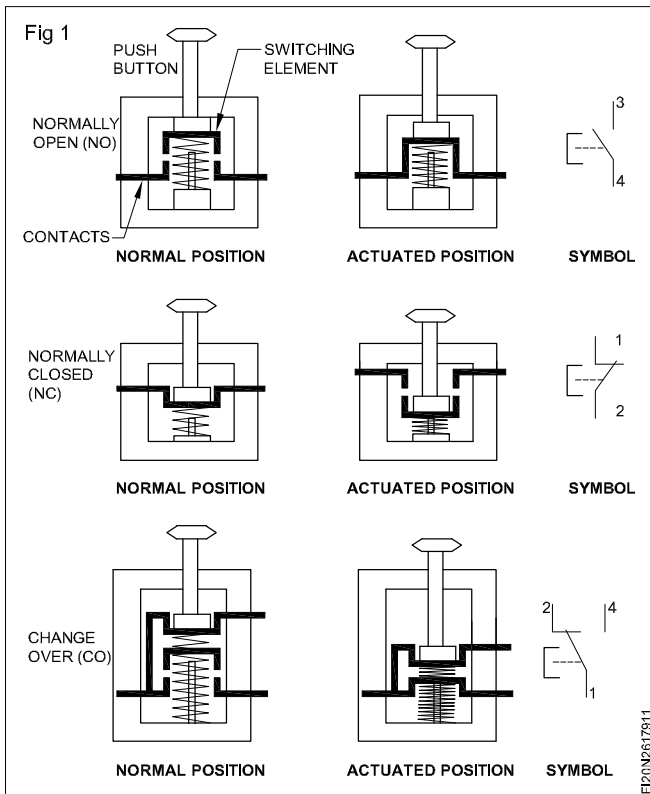 Fig 1
PUSH
BUTTON
SWITCHING
ELEMENT
NORMALLY
OPEN (NO)
CONTACTS
3
4
NORMAL POSITION
ACTUATED POSITION
SYMBOL
NORMALLY
CLOSED
(NC)
1
2
NORMAL POSITION
ACTUATED POSITION
SYMBOL
CHANGE
OVER (CO)
2
4
1
NORMAL POSITION
ACTUATED POSITION
SYMBOL
FI20N2617911